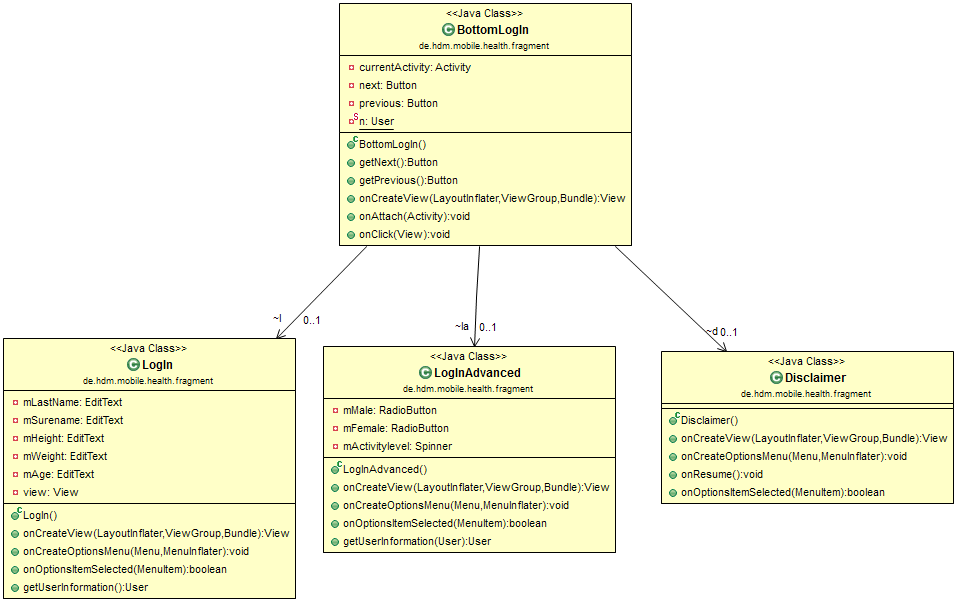 <<Java Class>>
BottomLogIn
de.hdm.mobile.health.fragment
currentActivity: Activity
next: Button
previous: Button
S n: User
C BottomLogIn()
getNext():Button
getPrevious():Button
onCreateView(LayoutInflater,ViewGroup,Bundle):View
onAttach(Activity):void
onClick(View):void
~l 0..1
~la 0..1
~d 0..1
<<Java Class>>
LogIn
de.hdm.mobile.health.fragment
mLastName: EditText
mSurename: EditText
mHeight: EditText
mWeight: EditText
mAge: EditText
view: View
C LogIn()
onCreateView(LayoutInflater,ViewGroup,Bundle):View
onCreateOptionsMenu(Menu,MenuInflater):void
onOptionsItemSelected(MenuItem):boolean
getUserInformation():User
<<Java Class>>
LogInAdvanced
de.hdm.mobile.health.fragment
mMale: RadioButton
mFemale: RadioButton
mActivitylevel: Spinner
C LogInAdvanced()
onCreateView(LayoutInflater,ViewGroup,Bundle):View
onCreateOptionsMenu(Menu,MenuInflater):void
onOptionsItemSelected(MenuItem):boolean
getUserInformation(User):User
<<Java Class>>
Disclaimer
de.hdm.mobile.health.fragment
C Disclaimer()
onCreateView(LayoutInflater,ViewGroup,Bundle):View
onCreateOptionsMenu(Menu,MenuInflater):void
onResume():void
onOptionsItemSelected(MenuItem):boolean